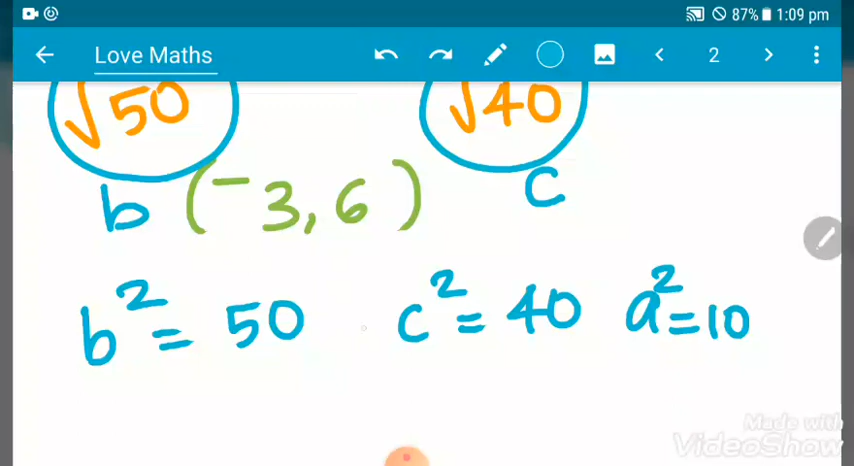 87% 1:09 pm
Love Maths 2
√50 √40
b (-3, 6) c
b² = 50 c² = 40 a² = 10
Made with
VideoShow